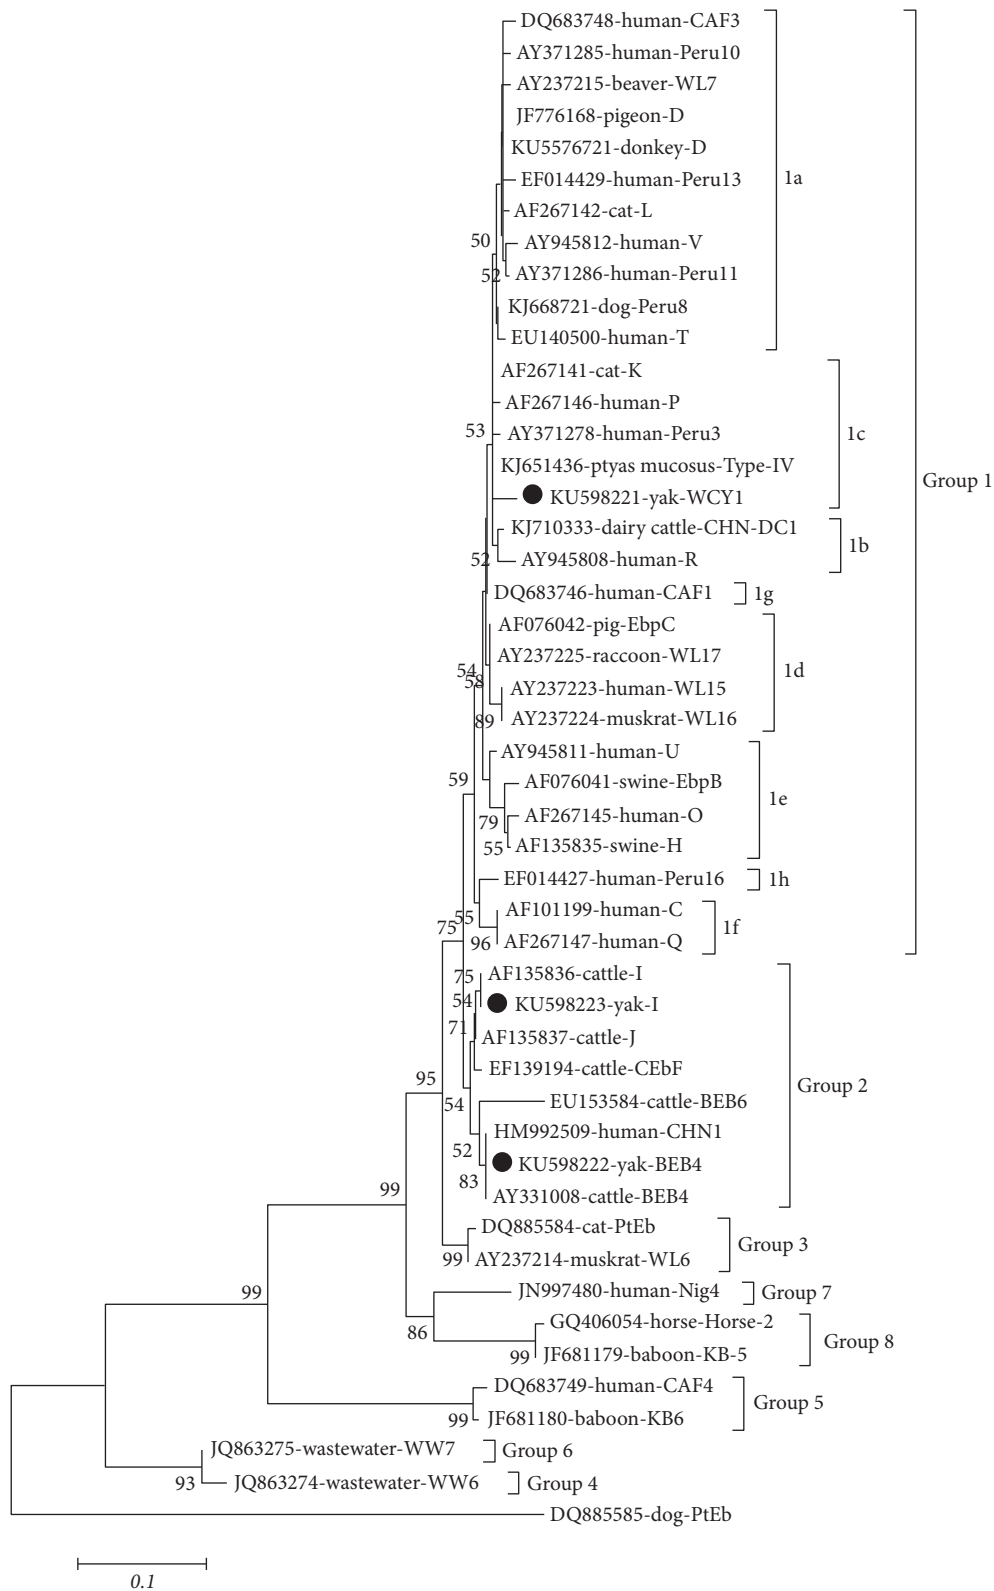 DQ683748-human-CAF3
AY371285-human-Peru10
AY237215-beaver-WL7
JF776168-pigeon-D
KU5576721-donkey-D
EF014429-human-Peru13
1a
AF267142-cat-L
50
AY945812-human-V
52
AY371286-human-Peru11
KJ668721-dog-Peru8
EU140500-human-T
AF267141-cat-K
AF267146-human-P
53
AY371278-human-Peru3
1c
KJ651436-ptyas mucosus-Type-IV
Group 1
KU598221-yak-WCY1
KJ710333-dairy cattle-CHN-DC1
1b
52
AY945808-human-R
DQ683746-human-CAF1
1g
AF076042-pig-EbpC
AY237225-raccoon-WL17
1d
54
58
AY237223-human-WL15
89
AY237224-muskrat-WL16
AY945811-human-U
59
AF076041-swine-EbpB
1e
79
AF267145-human-O
55
AF135835-swine-H
EF014427-human-Peru16
1h
55
AF101199-human-C
75
1f
96
AF267147-human-Q
75
AF135836-cattle-I
54
KU598223-yak-I
71
AF135837-cattle-J
EF139194-cattle-CEbF
95
Group 2
54
EU153584-cattle-BEB6
HM992509-human-CHN1
52
KU598222-yak-BEB4
83
AY331008-cattle-BEB4
99
DQ885584-cat-PtEb
Group 3
99
AY237214-muskrat-WL6
99
JN997480-human-Nig4
Group 7
GQ406054-horse-Horse-2
86
Group 8
99
JF681179-baboon-KB-5
DQ683749-human-CAF4
Group 5
99
JF681180-baboon-KB6
JQ863275-wastewater-WW7
Group 6
93
JQ863274-wastewater-WW6
Group 4
DQ885585-dog-PtEb
0.1